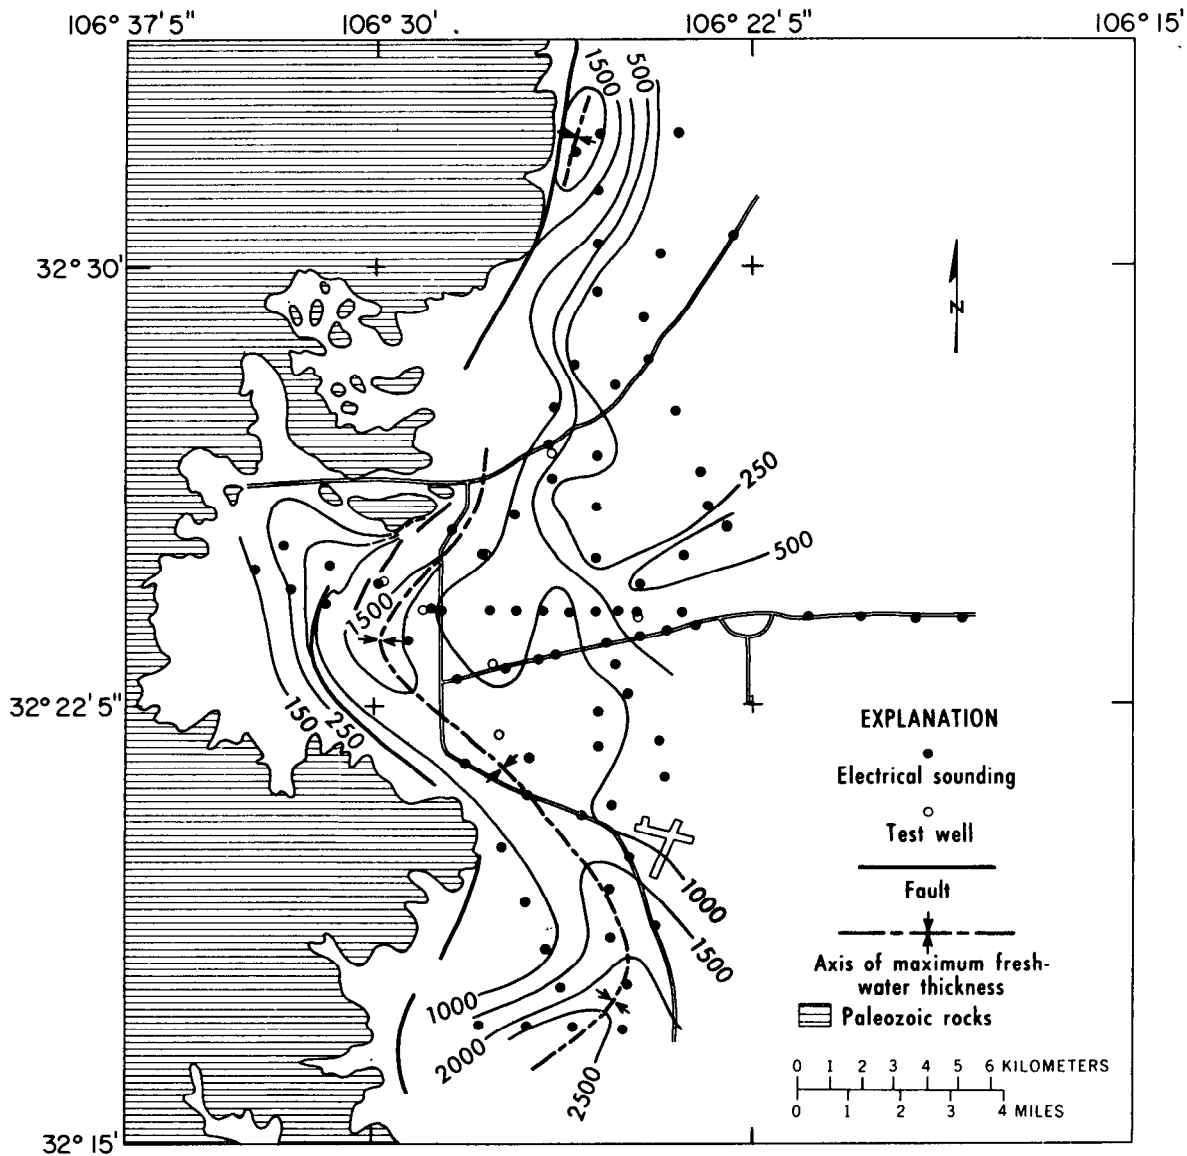 106° 37' 5"
106° 30'
106° 22' 5"
106° 15'
1500
500
32° 30'
N
250
500
1500
32° 22' 5"
150
250
EXPLANATION
Electrical sounding
Test well
Fault
Axis of maximum fresh-
water thickness
Paleozoic rocks
1000
1500
1000
2000
2500
0 1 2 3 4 5 6 KILOMETERS
0 1 2 3 4 MILES
32° 15'